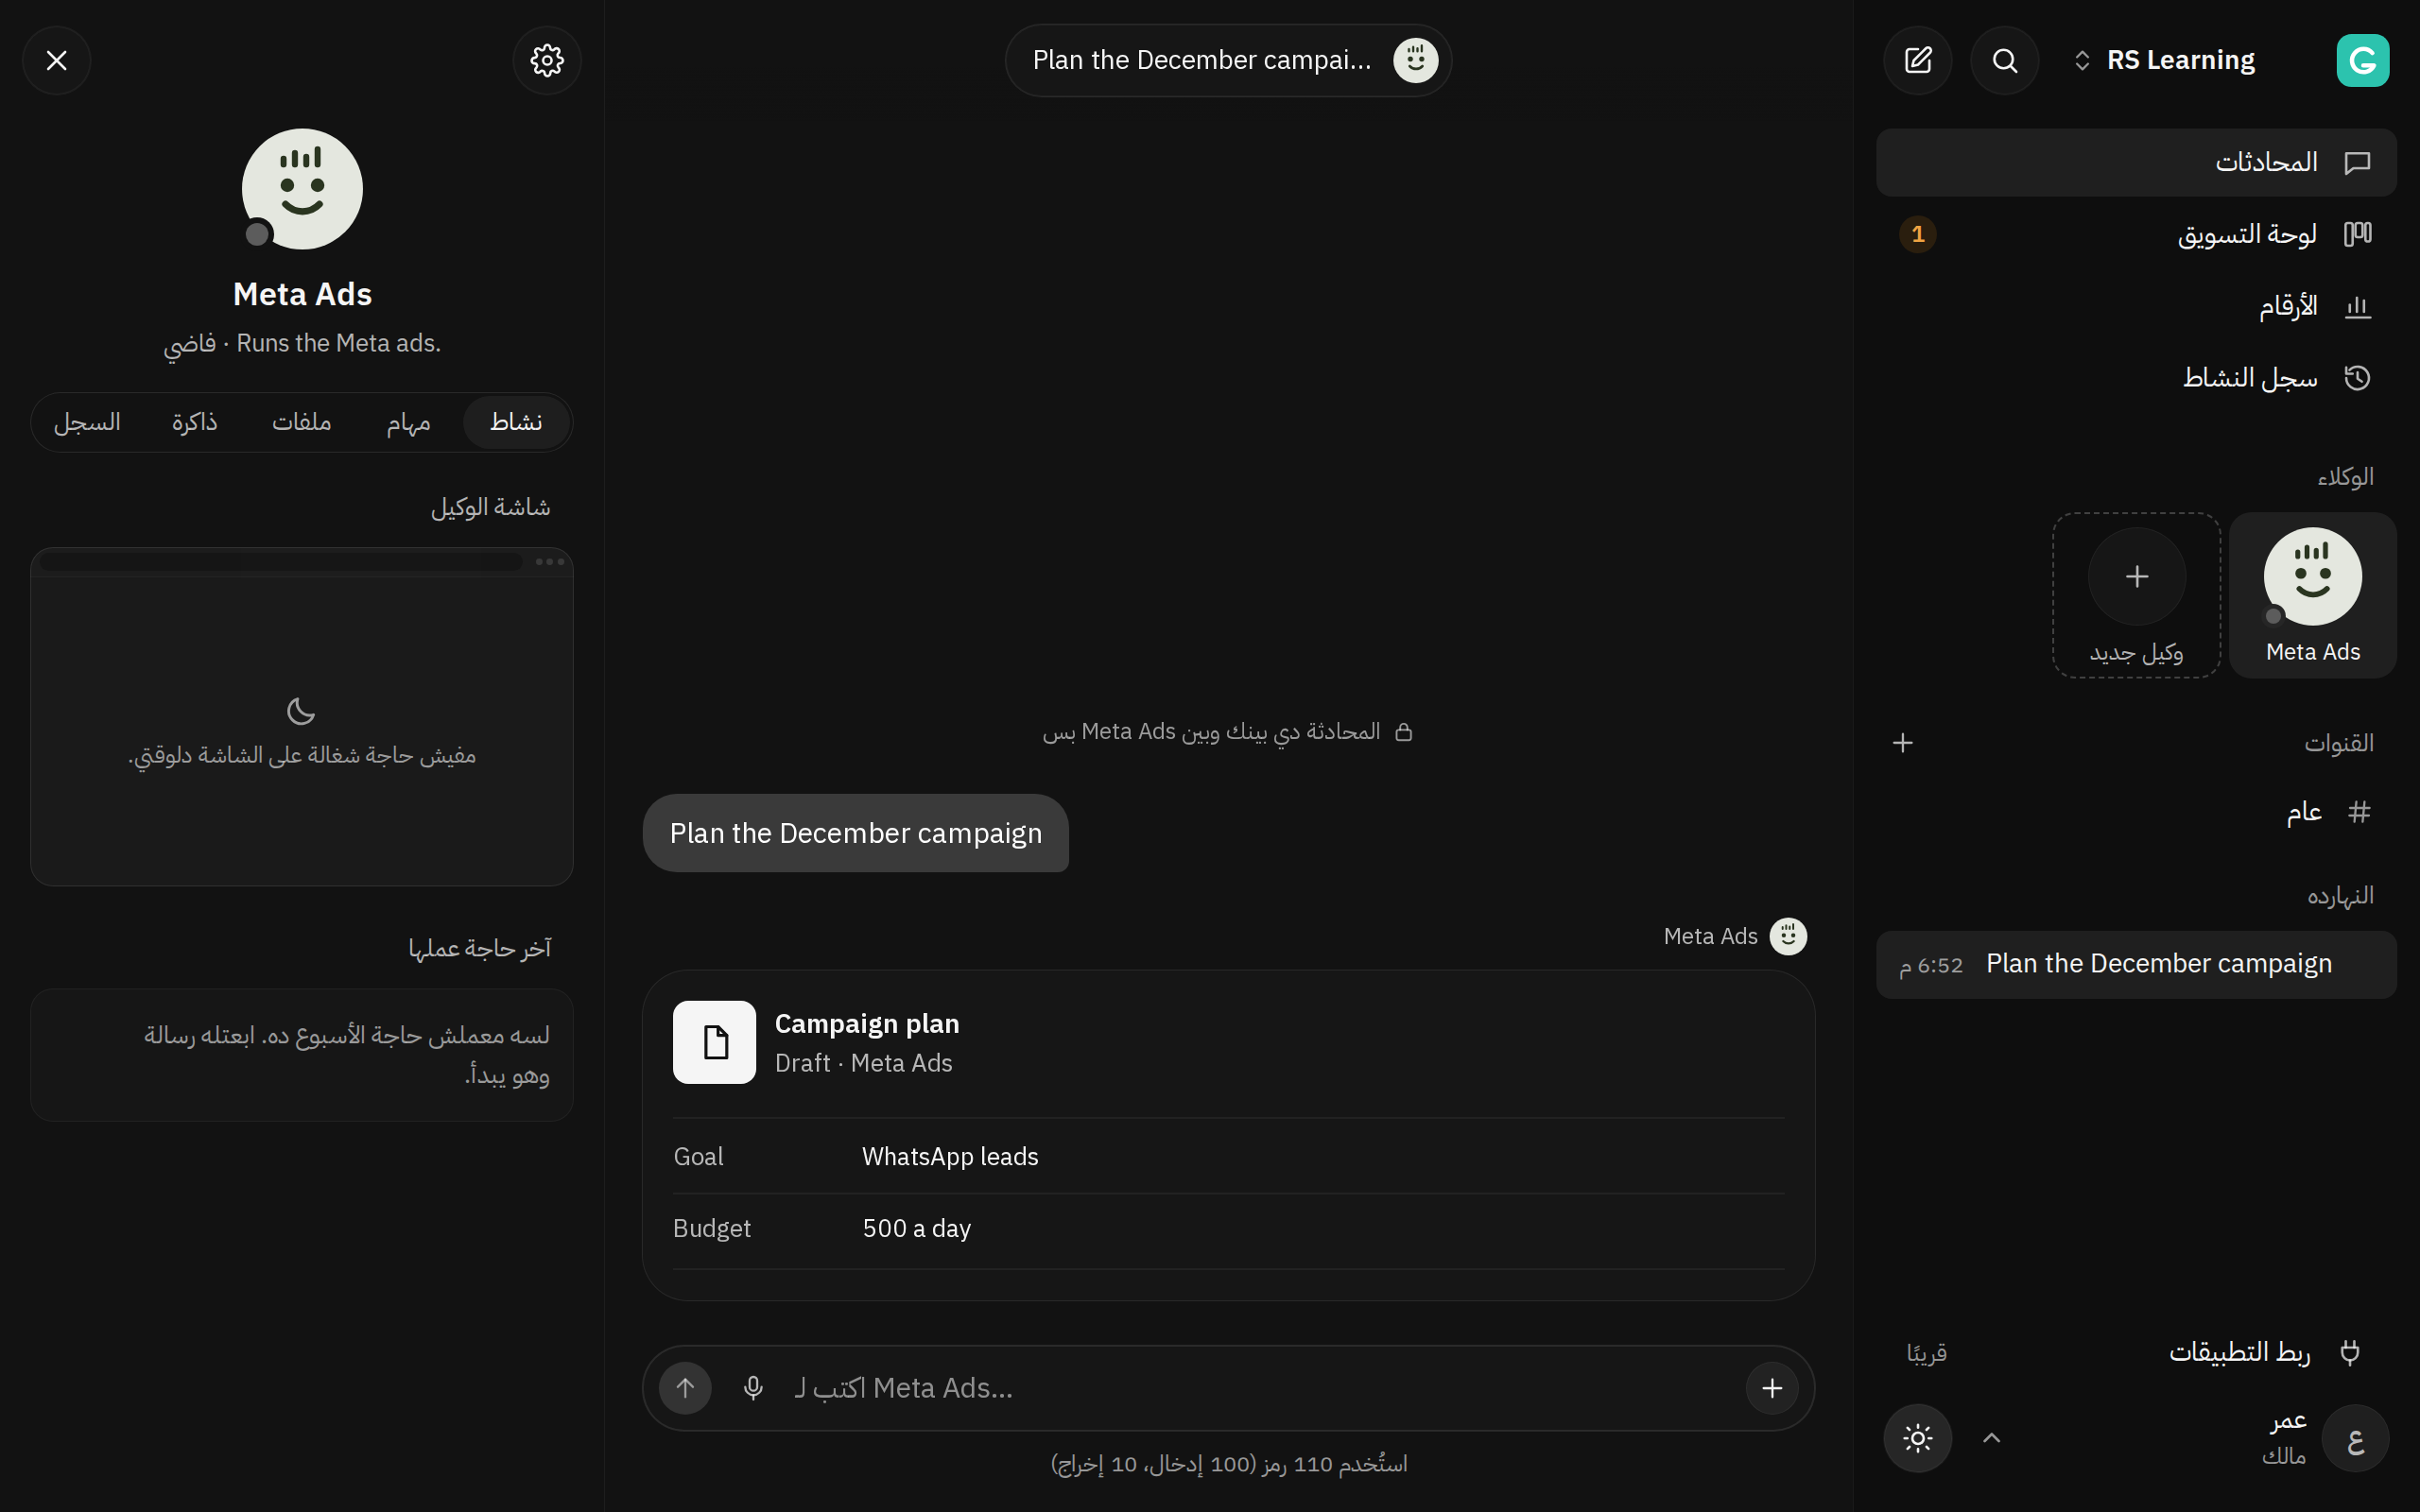 RS Learning
المحادثات
لوحة التسويق
1
الأرقام
سجل النشاط
الوكلاء
Meta Ads
وكيل جديد
القنوات
عام
النهارده
Plan the December campaign
6:52 م
ربط التطبيقات
قريبًا
ع
عمر
مالك
Plan the December campai...
المحادثة دي بينك وبين Meta Ads بس
Plan the December campaign
Meta Ads
Campaign plan
Draft · Meta Ads
Goal WhatsApp leads
Budget 500 a day
اكتب لـ Meta Ads...
استُخدم 110 رمز (100 إدخال، 10 إخراج)
Meta Ads
فاضي · Runs the Meta ads.
نشاط
مهام
ملفات
ذاكرة
السجل
شاشة الوكيل
مفيش حاجة شغالة على الشاشة دلوقتي.
آخر حاجة عملها
لسه معملش حاجة الأسبوع ده. ابعتله رسالة
وهو يبدأ.